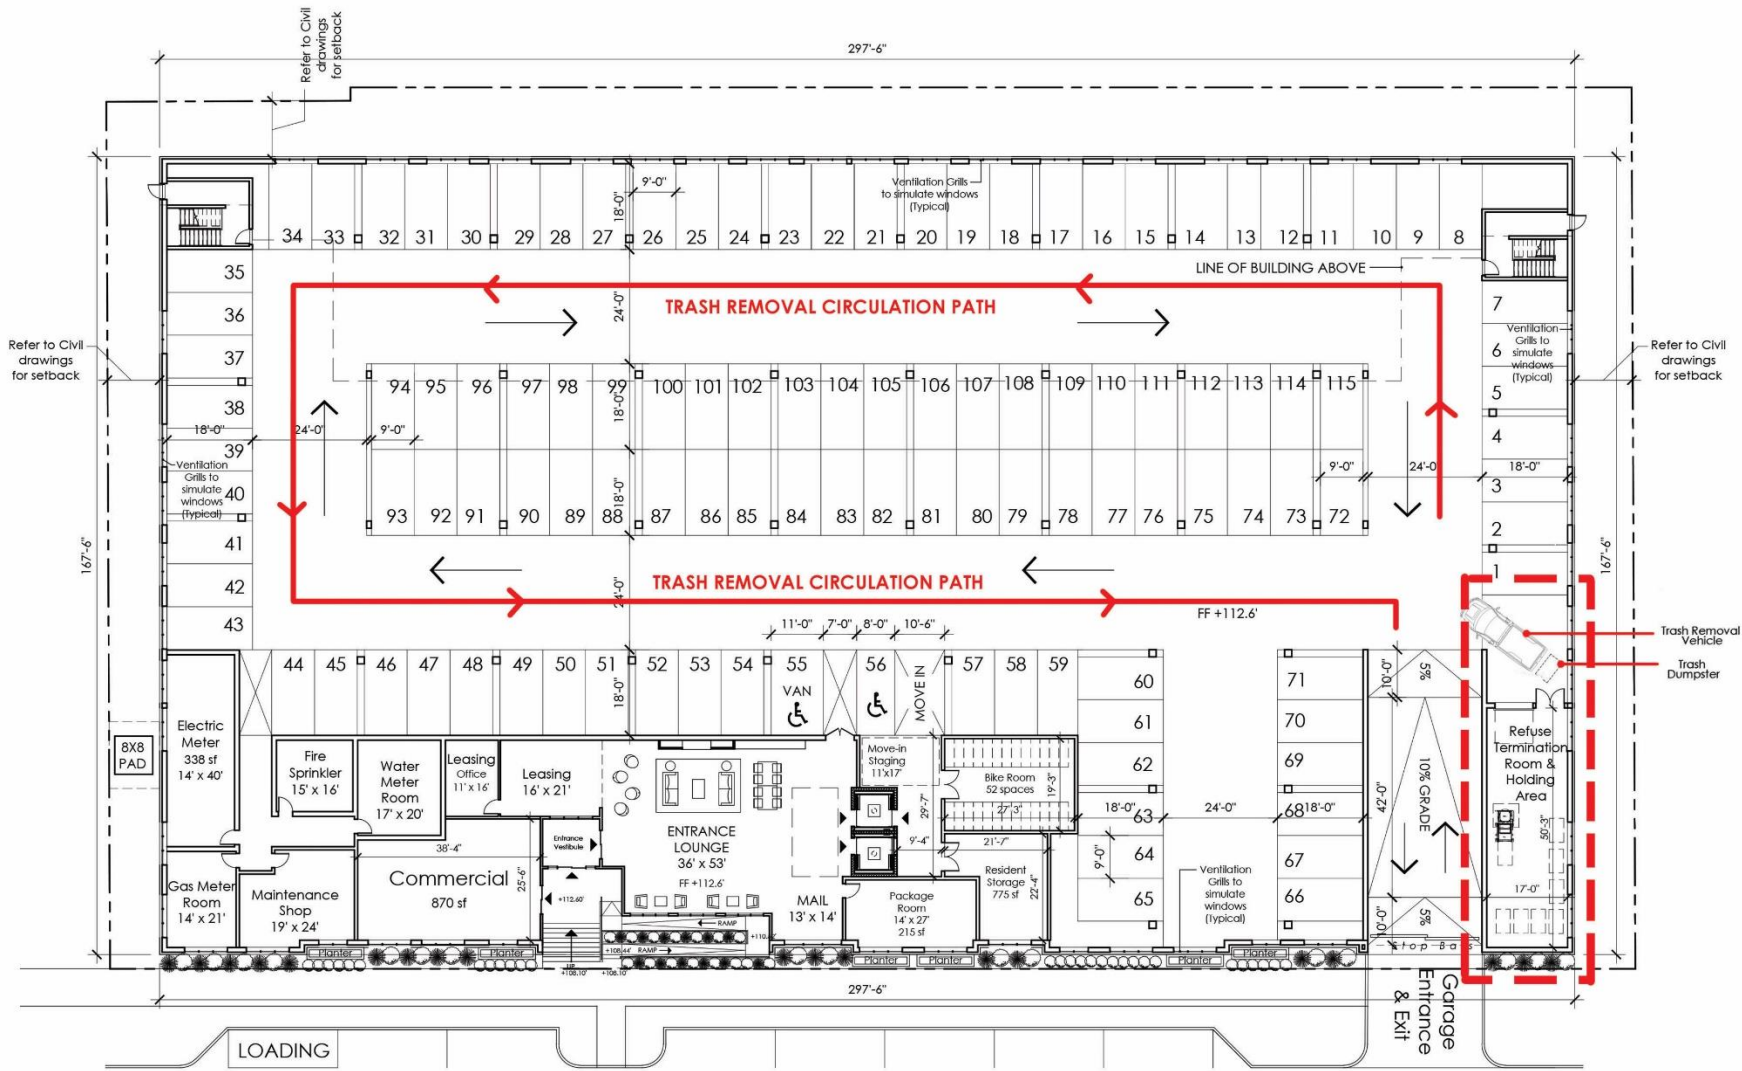 Refer to Civil
drawings
for setback
297'-6"
9'-0"
18'-0"
Ventilation Grills
to simulate windows
(Typical)
34 33 32 31 30 29 28 27 26 25 24 23 22 21 20 19 18 17 16 15 14 13 12 11 10 9 8
LINE OF BUILDING ABOVE
TRASH REMOVAL CIRCULATION PATH
24'-0"
35
36
37
38
39
40
41
42
43
7
6
5
4
3
2
1
Ventilation
Grills to
simulate
windows
(Typical)
Refer to Civil
drawings
for setback
Refer to Civil
drawings
for setback
94 95 96 97 98 99 100 101 102 103 104 105 106 107 108 109 110 111 112 113 114 115
18'-0"
18'-0" 24'-0" 9'-0"
9'-0" 24'-0 18'-0"
Ventilation
Grills to
simulate
windows
(Typical)
18'-0"
93 92 91 90 89 88 87 86 85 84 83 82 81 80 79 78 77 76 75 74 73 72
167'-6"
167'-6"
TRASH REMOVAL CIRCULATION PATH
24'-0"
FF +112.6'
11'-0" 7'-0" 8'-0" 10'-6"
Trash Removal
Vehicle
Trash
Dumpster
44 45 46 47 48 49 50 51 52 53 54 55 56 57 58 59
18'-0"
VAN
MOVE IN
60
61
62
63
64
65
71
70
69
68
67
66
10'-0"
5%
42'-0"
10% GRADE
10'-0"
5%
Stop Bar
8X8
PAD
Electric
Meter
338 sf
14' x 40'
Fire
Sprinkler
15' x 16'
Water
Meter
Room
17' x 20'
Leasing
Office
11' x 16'
Leasing
16' x 21'
Move-in
Staging
11'x17'
Bike Room
52 spaces
27'-3"
19'-3"
29'-7"
18'-0" 24'-0" 18'-0"
Refuse
Termination
Room &
Holding
Area
50'-3"
17'-0"
ENTRANCE
LOUNGE
36' x 53'
FF +112.6'
Entrance
Vestibule
9'-4"
21'-7"
9'-0"
38'-4"
25'-6"
Commercial
870 sf
Gas Meter
Room
14' x 21'
Maintenance
Shop
19' x 24'
MAIL
13' x 14'
Package
Room
14' x 27'
215 sf
Resident
Storage
775 sf
22'-4"
Ventilation
Grills to
simulate
windows
(Typical)
+112.60'
RAMP
+108.44' RAMP
UP
+108.10'
+108.10'
Planter Planter Planter Planter Planter Planter
297'-6"
Garage
Entrance
& Exit
LOADING